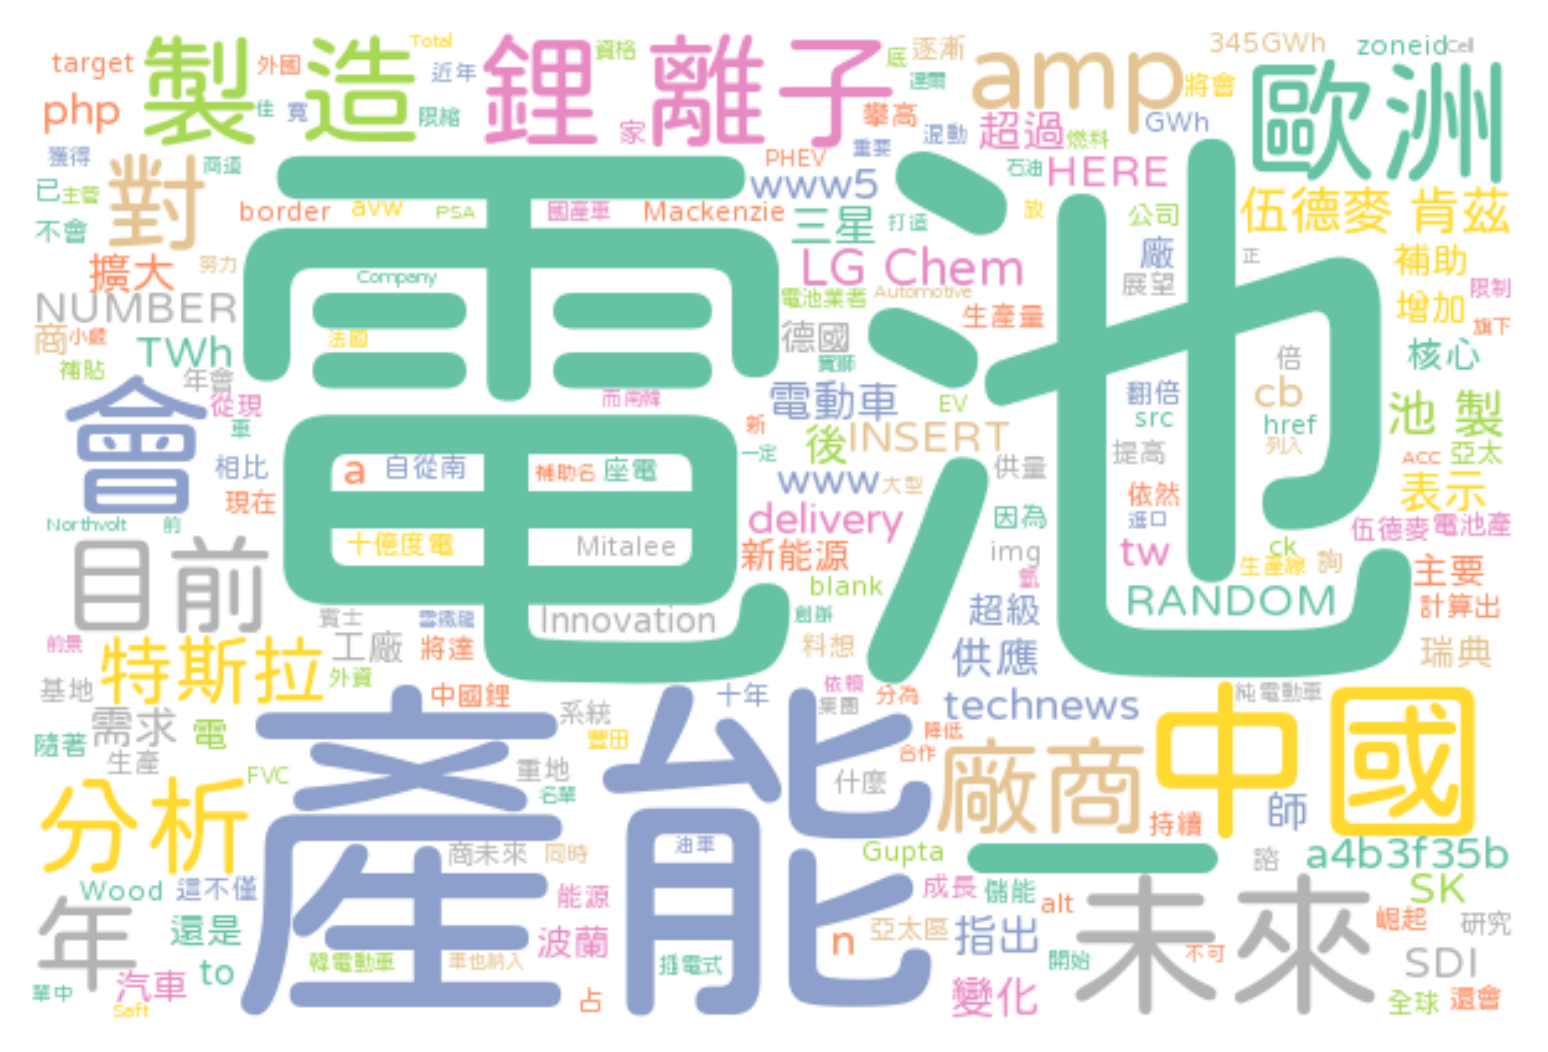 target 製造 外國 Total 近年 鋰離子 資格 底 逐漸 amp 345GWh zoneid Cell
php 佳 寬 限縮 家 攀高 混動 超過 燃料 將會 GWh 歐洲
獲得 對 商道 PHEV 重要 石油 HERE
已 主管 border avw PSA 國產車 Mackenzie www5 三星 打造 放 公司 伍德麥 肯茲
不會 擴大 努力 Company LG Chem 廠 正 補助
NUMBER 電池 電池業者 Automotive 生產量 展望 增加 限制
商 小鵬 TWh 法國 德國 寶獅 倍 核心 旗下
補貼 年會 從現 而南韓 電動車 EV 翻倍 cb 池 製
會 車 新 後 INSERT src href
相比 a 自從南 補助名 座電 一定 www 大型 供量 提高 列入 ACC 亞太
現在 依然 表示
Northvolt 前 十億度電 Mitalee delivery 因為 進口 伍德麥 電池產
目前 新能源 img tw ck 生產線 詢 主要
賓士 雪鐵龍 Innovation blank 創辦 氫 超級 RANDOM 計算出
前景 特斯拉 工廠 將達 料想 供應 瑞典
基地 外資 中國鋰 十年 依賴 分為 technews 純電動車
需求 電 系統 集團 降低 中國
隨著 生產 豐田 合作 廠商
分析 FVC 產能 重地 名單 什麼 師 持續
商未來 同時 油車 Gupta 一 諮 a4b3f35b
Wood 這不僅 能源 成長 儲能 alt 未來 SK
年 還是 波蘭 n 亞太區 指出 崛起 研究
汽車 to 韓電動車 車也納入 插電式 開始 不可 SDI
單中 Saft 占 變化 全球 還會